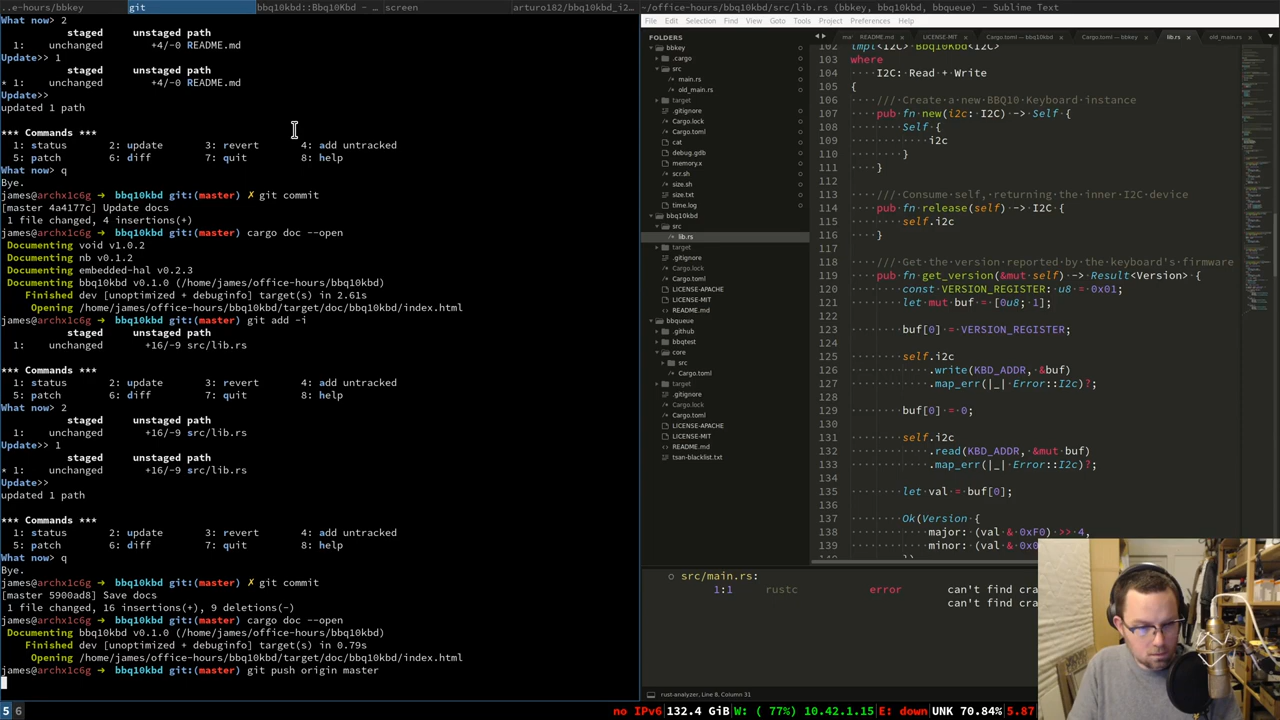 ..e-hours/bbkey
git
bbq10kbd::Bbq10Kbd - ...
screen
arturo182/bbq10kbd_i2...
What now> 2
staged unstaged path
1: unchanged +4/-0 README.md
Update>> 1
staged unstaged path
* 1: unchanged +4/-0 README.md
Update>>
updated 1 path
*** Commands ***
1: status 2: update 3: revert 4: add untracked
5: patch 6: diff 7: quit 8: help
What now> q
Bye.
james@archx1c6g ➜ bbq10kbd git:(master) ✗ git commit
[master 4a4177c] Update docs
1 file changed, 4 insertions(+)
james@archx1c6g ➜ bbq10kbd git:(master) cargo doc --open
Documenting void v1.0.2
Documenting nb v0.1.2
Documenting embedded-hal v0.2.3
Documenting bbq10kbd v0.1.0 (/home/james/office-hours/bbq10kbd)
Finished dev [unoptimized + debuginfo] target(s) in 2.61s
Opening /home/james/office-hours/bbq10kbd/target/doc/bbq10kbd/index.html
james@archx1c6g ➜ bbq10kbd git:(master) git add -i
staged unstaged path
1: unchanged +16/-9 src/lib.rs
*** Commands ***
1: status 2: update 3: revert 4: add untracked
5: patch 6: diff 7: quit 8: help
What now> 2
staged unstaged path
1: unchanged +16/-9 src/lib.rs
Update>> 1
staged unstaged path
* 1: unchanged +16/-9 src/lib.rs
Update>>
updated 1 path
*** Commands ***
1: status 2: update 3: revert 4: add untracked
5: patch 6: diff 7: quit 8: help
What now> q
Bye.
james@archx1c6g ➜ bbq10kbd git:(master) ✗ git commit
[master 5900ad8] Save docs
1 file changed, 16 insertions(+), 9 deletions(-)
james@archx1c6g ➜ bbq10kbd git:(master) cargo doc --open
Documenting bbq10kbd v0.1.0 (/home/james/office-hours/bbq10kbd)
Finished dev [unoptimized + debuginfo] target(s) in 0.79s
Opening /home/james/office-hours/bbq10kbd/target/doc/bbq10kbd/index.html
james@archx1c6g ➜ bbq10kbd git:(master) git push origin master
~/office-hours/bbq10kbd/src/lib.rs (bbkey, bbq10kbd, bbqueue) - Sublime Text
File Edit Selection Find View Goto Tools Project Preferences Help
README.md LICENSE-MIT Cargo.toml — bbq10kbd Cargo.toml — bbkey lib.rs old_main.rs
FOLDERS
bbkey
.cargo
src
main.rs
old_main.rs
target
.gitignore
Cargo.lock
Cargo.toml
cat
debug.gdb
memory.x
scr.sh
size.sh
size.txt
time.log
bbq10kbd
src
lib.rs
target
.gitignore
Cargo.lock
Cargo.toml
LICENSE-APACHE
LICENSE-MIT
README.md
bbqueue
.github
bbqtest
core
src
Cargo.toml
target
.gitignore
Cargo.lock
Cargo.toml
LICENSE-APACHE
LICENSE-MIT
README.md
tsan-blacklist.txt
102 impl<I2C> Bbq10Kbd<I2C>
103 where
104 I2C: Read + Write
105 {
106 /// Create a new BBQ10 Keyboard instance
107 pub fn new(i2c: I2C) -> Self {
108 Self {
109 i2c
110 }
111 }
112
113 /// Consume self, returning the inner I2C device
114 pub fn release(self) -> I2C {
115 self.i2c
116 }
117
118 /// Get the version reported by the keyboard's firmware
119 pub fn get_version(&mut self) -> Result<Version> {
120 const VERSION_REGISTER: u8 = 0x01;
121 let mut buf = [0u8; 1];
122
123 buf[0] = VERSION_REGISTER;
124
125 self.i2c
126 .write(KBD_ADDR, &buf)
127 .map_err(|_| Error::I2c)?;
128
129 buf[0] = 0;
130
131 self.i2c
132 .read(KBD_ADDR, &mut buf)
133 .map_err(|_| Error::I2c)?;
134
135 let val = buf[0];
136
137 Ok(Version {
138 major: (val & 0xF0) >> 4,
139 minor: (val & 0x0
src/main.rs:
1:1 rustc error can't find cra
can't find cra
rust-analyzer, Line 8, Column 31
5 6
no IPv6 132.4 GiB W: ( 77%) 10.42.1.15 E: down UNK 70.84% 5.87